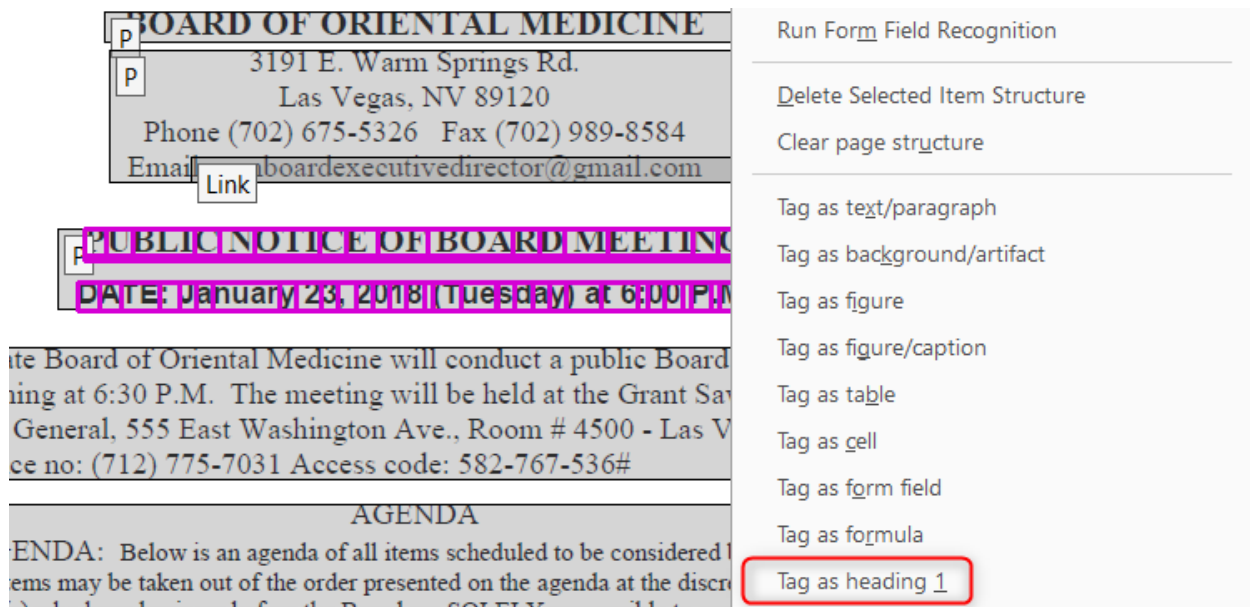 BOARD OF ORIENTAL MEDICINE
P
3191 E. Warm Springs Rd.
P
Las Vegas, NV 89120
Phone (702) 675-5326 Fax (702) 989-8584
Email boardexecutivedirector@gmail.com
Link
PUBLIC NOTICE OF BOARD MEETING
P
DATE: January 23, 2018 (Tuesday) at 6:00 P.M
ate Board of Oriental Medicine will conduct a public Board
ning at 6:30 P.M. The meeting will be held at the Grant Sa
General, 555 East Washington Ave., Room # 4500 - Las V
ce no: (712) 775-7031 Access code: 582-767-536#
AGENDA
ENDA: Below is an agenda of all items scheduled to be considered
ems may be taken out of the order presented on the agenda at the discre
Run Form Field Recognition
Delete Selected Item Structure
Clear page structure
Tag as text/paragraph
Tag as background/artifact
Tag as figure
Tag as figure/caption
Tag as table
Tag as cell
Tag as form field
Tag as formula
Tag as heading 1